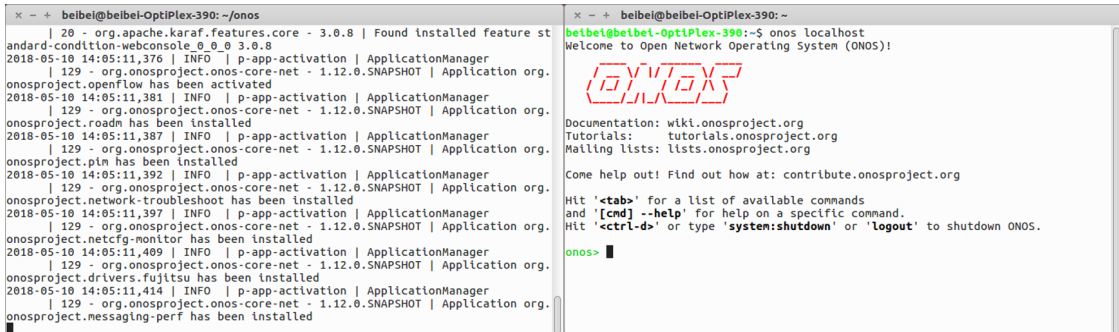 beibei@beibei-OptiPlex-390: ~/onos
| 20 - org.apache.karaf.features.core - 3.0.8 | Found installed feature st
andard-condition-webconsole_0_0_0 3.0.8
2018-05-10 14:05:11,376 | INFO  | p-app-activation | ApplicationManager
| 129 - org.onosproject.onos-core-net - 1.12.0.SNAPSHOT | Application org.
onosproject.openflow has been activated
2018-05-10 14:05:11,381 | INFO  | p-app-activation | ApplicationManager
| 129 - org.onosproject.onos-core-net - 1.12.0.SNAPSHOT | Application org.
onosproject.roadm has been installed
2018-05-10 14:05:11,387 | INFO  | p-app-activation | ApplicationManager
| 129 - org.onosproject.onos-core-net - 1.12.0.SNAPSHOT | Application org.
onosproject.pim has been installed
2018-05-10 14:05:11,392 | INFO  | p-app-activation | ApplicationManager
| 129 - org.onosproject.onos-core-net - 1.12.0.SNAPSHOT | Application org.
onosproject.network-troubleshoot has been installed
2018-05-10 14:05:11,397 | INFO  | p-app-activation | ApplicationManager
| 129 - org.onosproject.onos-core-net - 1.12.0.SNAPSHOT | Application org.
onosproject.netcfg-monitor has been installed
2018-05-10 14:05:11,409 | INFO  | p-app-activation | ApplicationManager
| 129 - org.onosproject.onos-core-net - 1.12.0.SNAPSHOT | Application org.
onosproject.drivers.fujitsu has been installed
2018-05-10 14:05:11,414 | INFO  | p-app-activation | ApplicationManager
| 129 - org.onosproject.onos-core-net - 1.12.0.SNAPSHOT | Application org.
onosproject.messaging-perf has been installed
beibei@beibei-OptiPlex-390: ~
beibei@beibei-OptiPlex-390:~$ onos localhost
Welcome to Open Network Operating System (ONOS)!
ONOS
Documentation: wiki.onosproject.org
Tutorials:     tutorials.onosproject.org
Mailing lists: lists.onosproject.org
Come help out! Find out how at: contribute.onosproject.org
Hit '<tab>' for a list of available commands
and '[cmd] --help' for help on a specific command.
Hit '<ctrl-d>' or type 'system:shutdown' or 'logout' to shutdown ONOS.
onos>